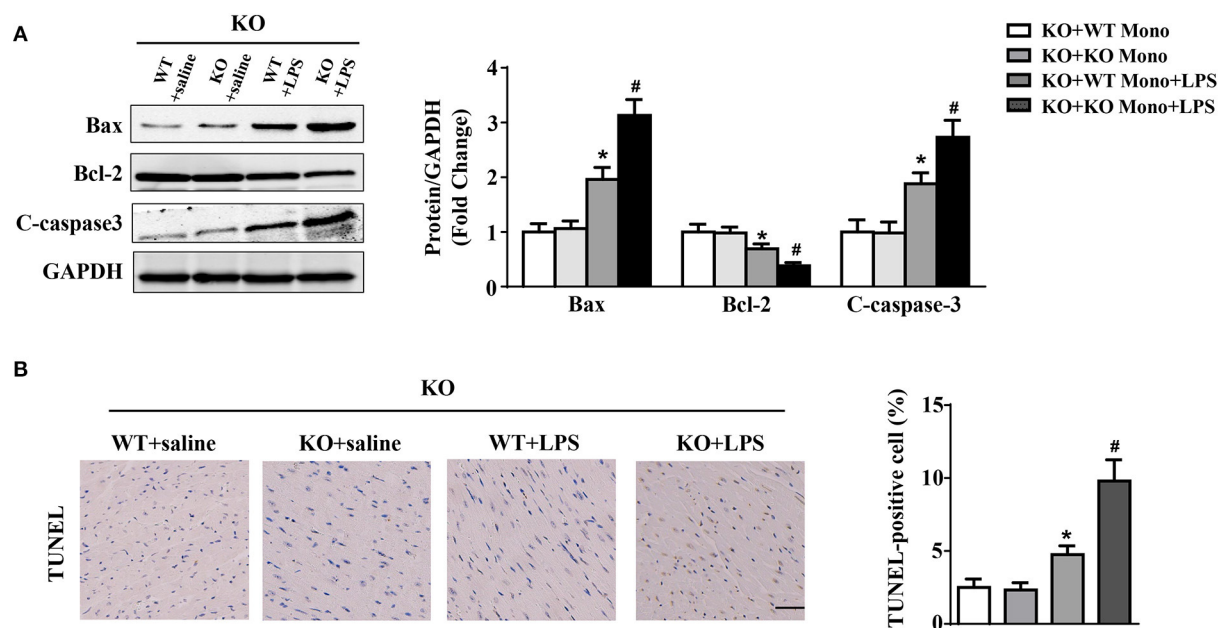 A
KO
WT +saline
KO +saline
WT +LPS
KO +LPS
Bax
Bcl-2
C-caspase3
GAPDH
Protein/GAPDH
(Fold Change)
4
3
2
1
0
*
#
*
#
*
#
Bax
Bcl-2
C-caspase-3
KO+WT Mono
KO+KO Mono
KO+WT Mono+LPS
KO+KO Mono+LPS
B
KO
WT+saline
KO+saline
WT+LPS
KO+LPS
TUNEL
TUNEL-positive cell (%)
15
10
5
0
*
#